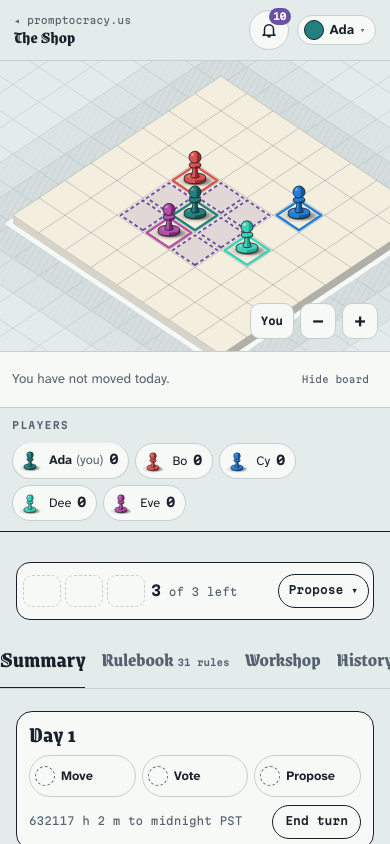 ◂ promptocracy.us
The Shop
10
Ada ▾
You − +
You have not moved today.
Hide board
PLAYERS
Ada (you) 0
Bo 0
Cy 0
Dee 0
Eve 0
3 of 3 left
Propose ▾
Summary
Rulebook 31 rules
Workshop
History
Day 1
Move
Vote
Propose
632117 h 2 m to midnight PST
End turn